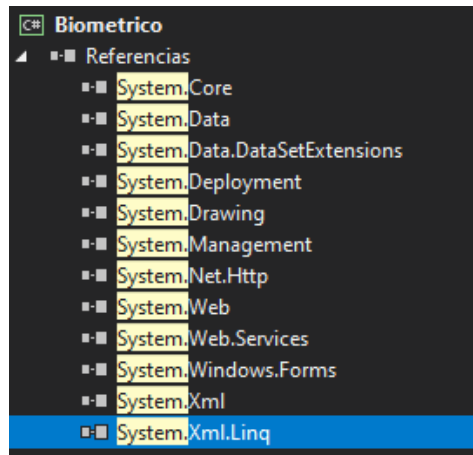 C# Biometrico
Referencias
System.Core
System.Data
System.Data.DataSetExtensions
System.Deployment
System.Drawing
System.Management
System.Net.Http
System.Web
System.Web.Services
System.Windows.Forms
System.Xml
System.Xml.Linq